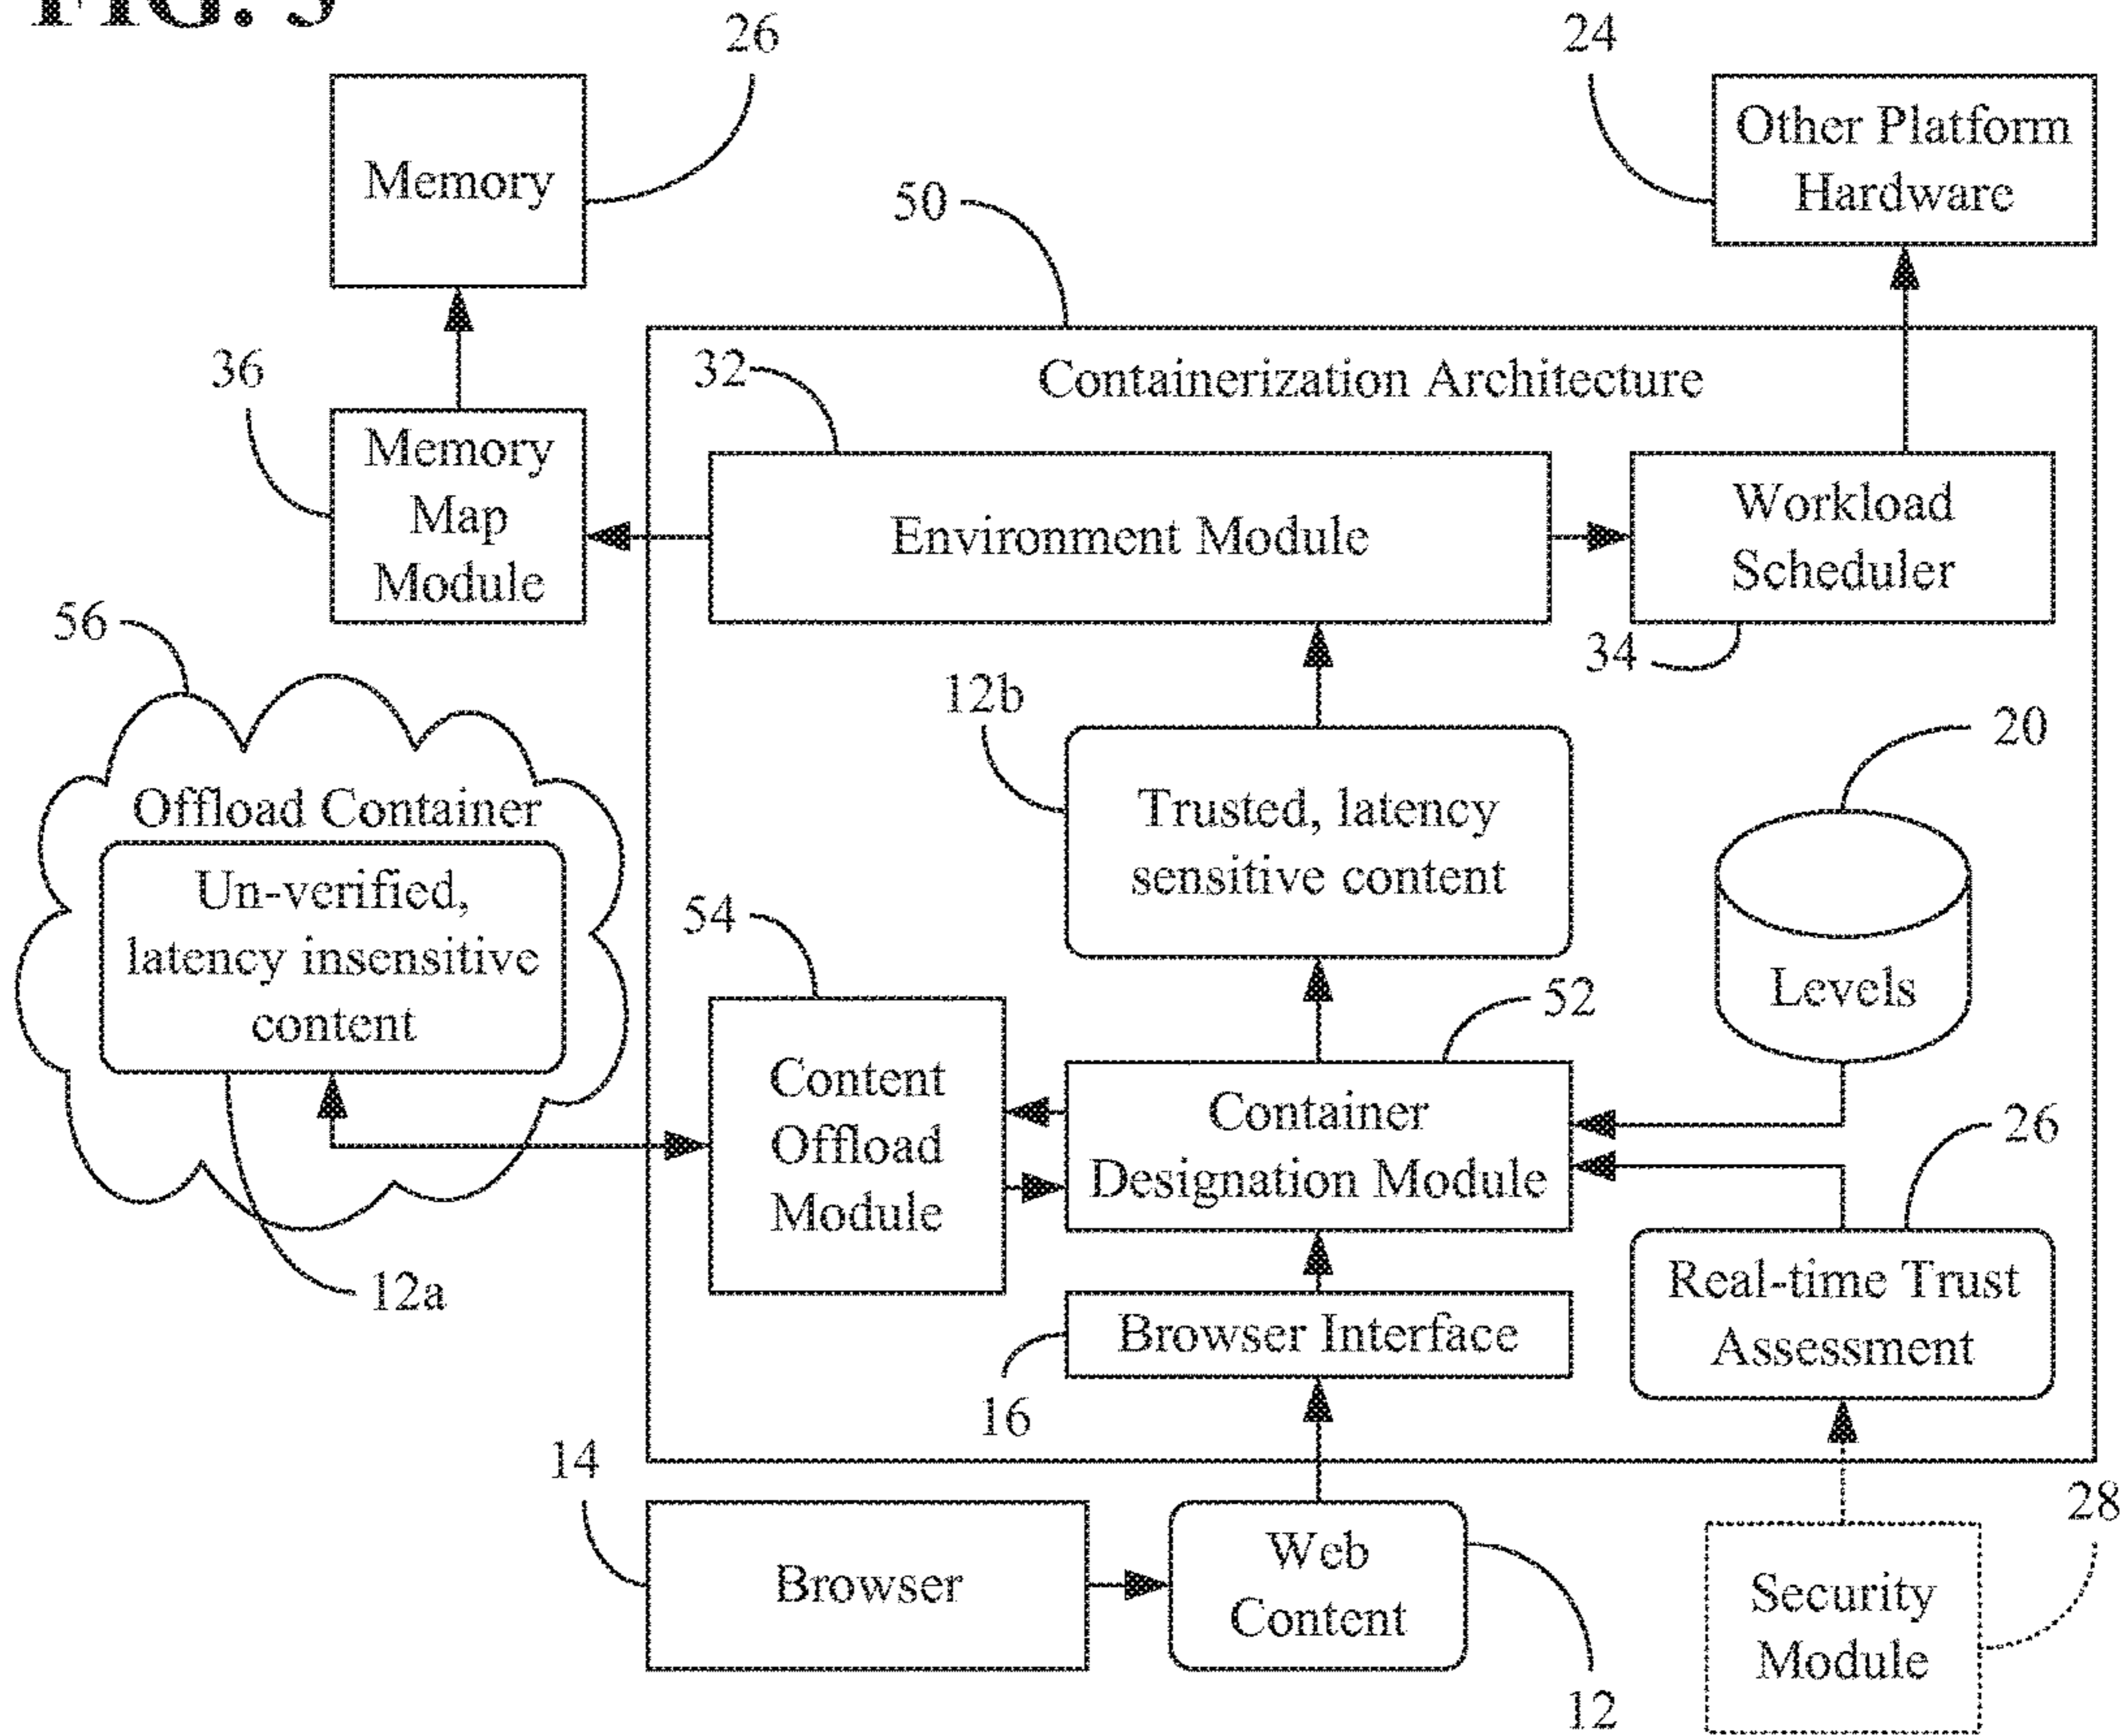 FIG. 3
26
24
Memory
Other Platform
Hardware
50
36
32
Containerization Architecture
Memory
Map
Module
Environment Module
Workload
Scheduler
56
34
12b
20
Offload Container
Un-verified,
latency insensitive
content
Trusted, latency
sensitive content
54
Levels
52
Content
Offload
Module
Container
Designation Module
26
12a
Real-time Trust
Assessment
Browser Interface
16
14
28
Browser
Web
Content
Security
Module
12